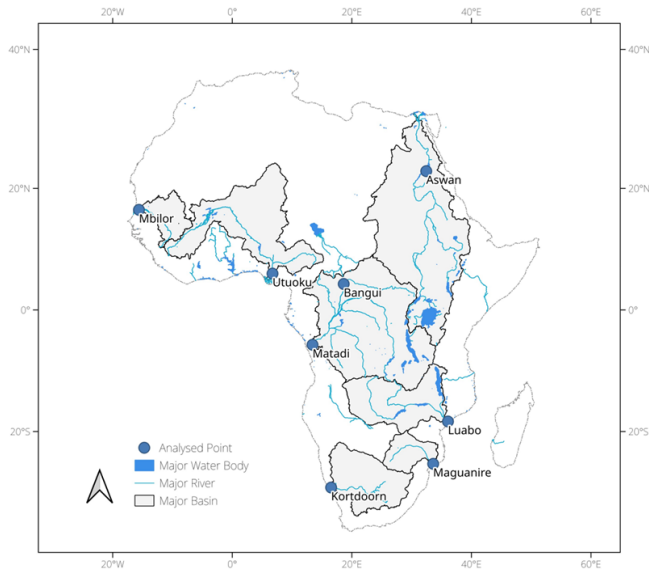 20°W 0° 20°E 40°E 60°E
40°N 40°N
20°N 20°N
Aswan
Mbilor
Utuoku
Bangui
0° 0°
Matadi
20°S 20°S
Luabo
Analysed Point
Major Water Body
Major River
Major Basin
Maguanire
Kortdoorn
20°W 0° 20°E 40°E 60°E